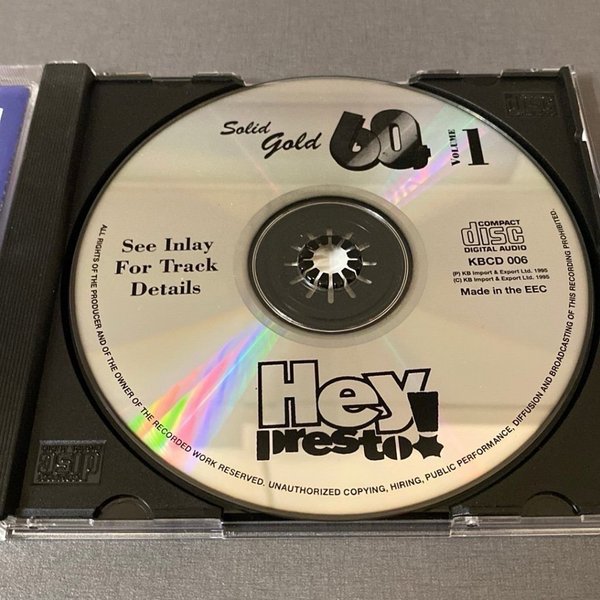 Solid
Gold
60s
VOLUME
1
See Inlay
For Track
Details
COMPACT
disc
DIGITAL AUDIO
KBCD 006
(P) KB Import & Export Ltd. 1995
(C) KB Import & Export Ltd. 1995
Made in the EEC
Hey!
presto
ALL RIGHTS OF THE PRODUCER AND OF THE OWNER OF THE RECORDED WORK RESERVED. UNAUTHORIZED COPYING, HIRING, PUBLIC PERFORMANCE, DIFFUSION AND BROADCASTING OF THIS RECORDING PROHIBITED.